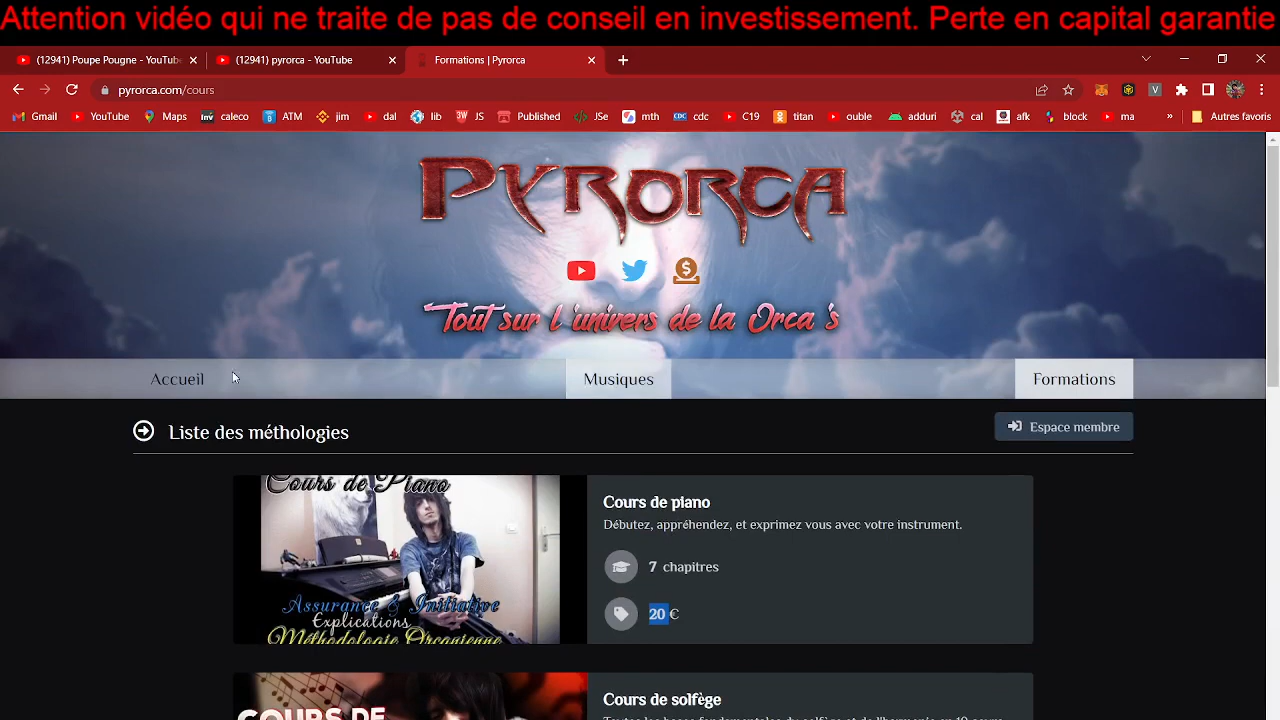 Attention vidéo qui ne traite de pas de conseil en investissement. Perte en capital garantie
(12941) Poupe Pougne - YouTube
(12941) pyrorca - YouTube
Formations | Pyrorca
pyrorca.com/cours
Gmail YouTube Maps caleco ATM jim dal lib JS Published JSe mth cdc C19 titan ouble adduri cal afk block ma » Autres favoris
PYRORCA
Tout sur l'univers de la Orca's
Accueil Musiques Formations
Liste des méthologies
Espace membre
Cours de Piano
Assurance & Initiative
Explications
Méthodologie Orcanienne
Cours de piano
Débutez, appréhendez, et exprimez vous avec votre instrument.
7 chapitres
20 €
COURS DE
Cours de solfège